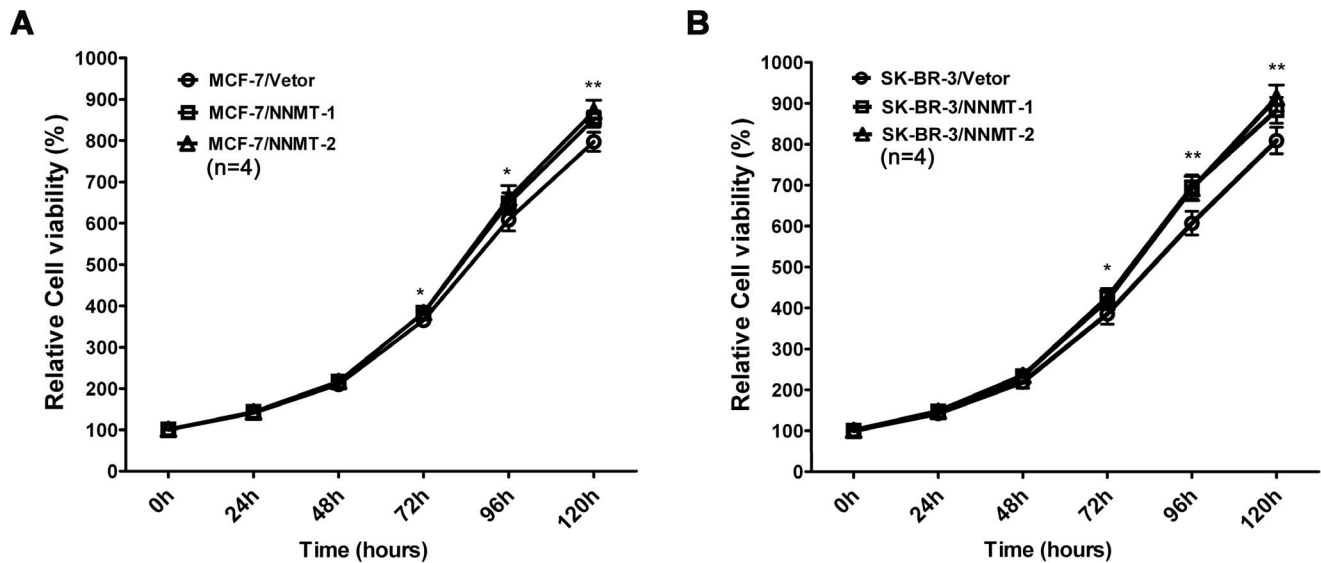 A
Relative Cell viability (%)
1000
900
800
700
600
500
400
300
200
100
0
MCF-7/Vetor
MCF-7/NNMT-1
MCF-7/NNMT-2
(n=4)
*
*
**
0h
24h
48h
72h
96h
120h
Time (hours)
B
Relative Cell viability (%)
1000
900
800
700
600
500
400
300
200
100
0
SK-BR-3/Vetor
SK-BR-3/NNMT-1
SK-BR-3/NNMT-2
(n=4)
*
**
**
0h
24h
48h
72h
96h
120h
Time (hours)